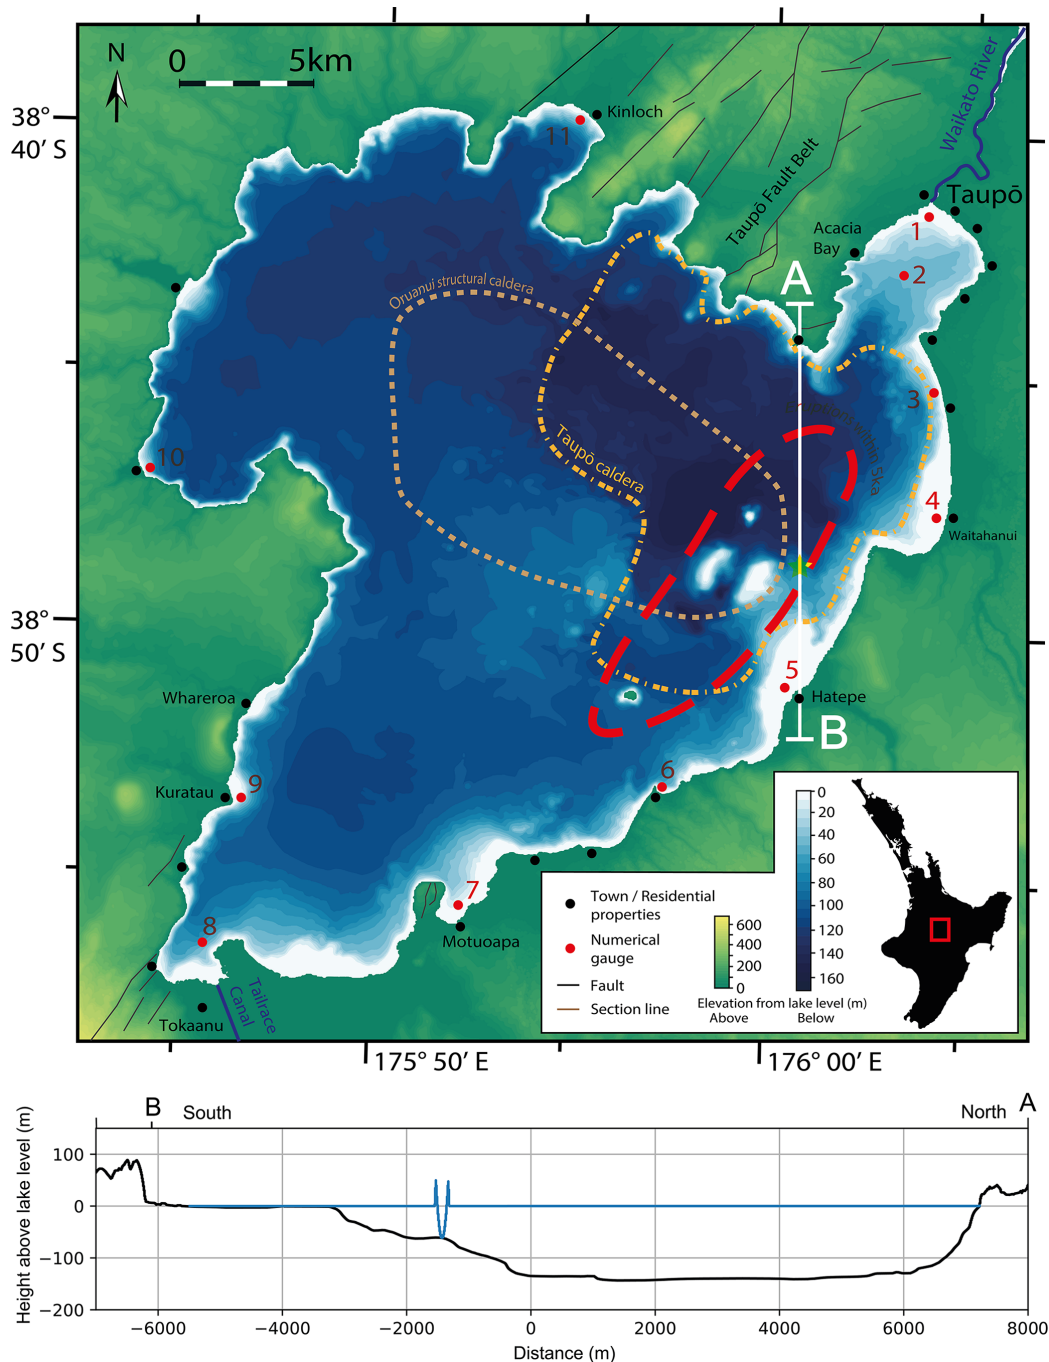 N
0 5km
38°
40′ S
Kinloch
11
Waikato River
Taupō
Taupō Fault Belt
Acacia
Bay
1
2
A
Oruanui structural caldera
3
Taupō caldera
10
4
Waitahanui
38°
50′ S
5
Hatepe
B
Whareroa
6
Kuratau
9
7
Motuoapa
8
Tailrace
Canal
Tokaanu
Town / Residential
properties
Numerical
gauge
Fault
Section line
600
400
200
0
0
20
40
60
80
100
120
140
160
Elevation from lake level (m)
Above Below
175° 50′ E
176° 00′ E
B South North A
Height above lake level (m)
100
0
−100
−200
−6000 −4000 −2000 0 2000 4000 6000 8000
Distance (m)